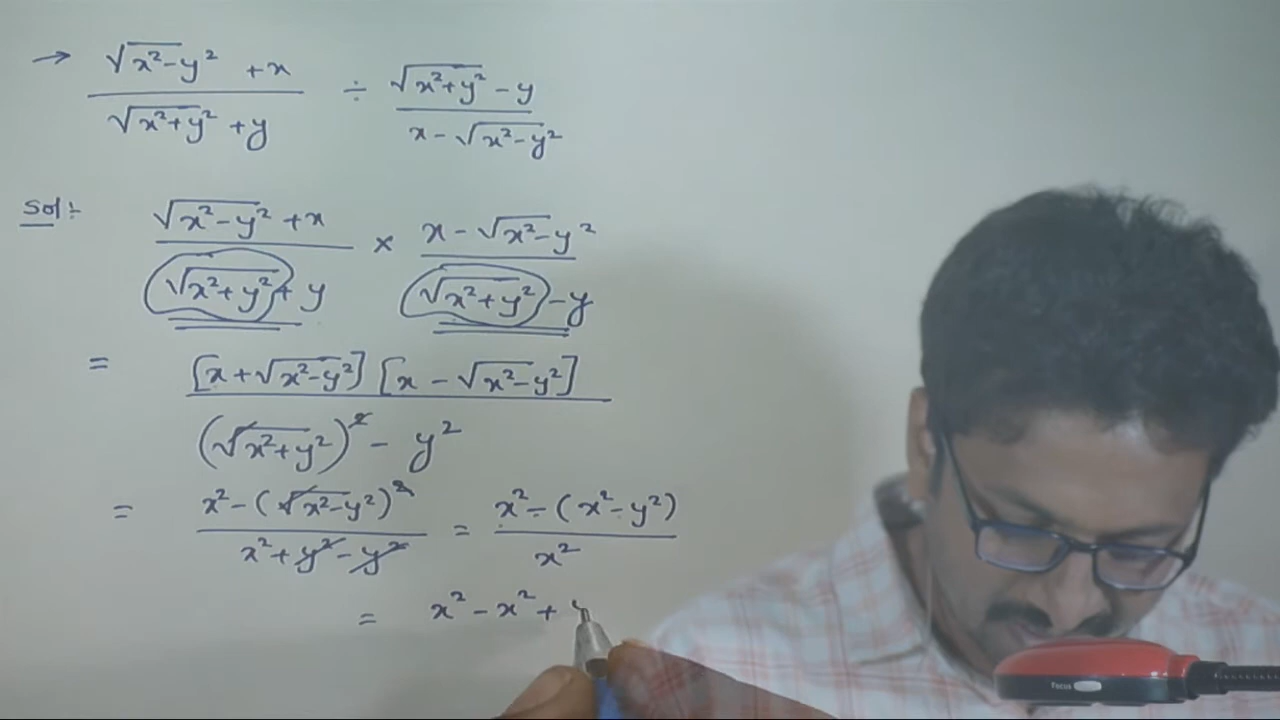 → (√(x²-y²) + x)/(√(x²+y²) + y) ÷ (√(x²+y²) - y)/(x - √(x²-y²))
Sol:-
(√(x²-y²) + x)/(√(x²+y²) + y) × (x - √(x²-y²))/(√(x²+y²) - y)
= [x + √(x²-y²)] [x - √(x²-y²)]/((√(x²+y²))² - y²)
= (x² - (√(x²-y²))²)/(x² + y² - y²) = (x² - (x² - y²))/x²
= x² - x² +
Focus